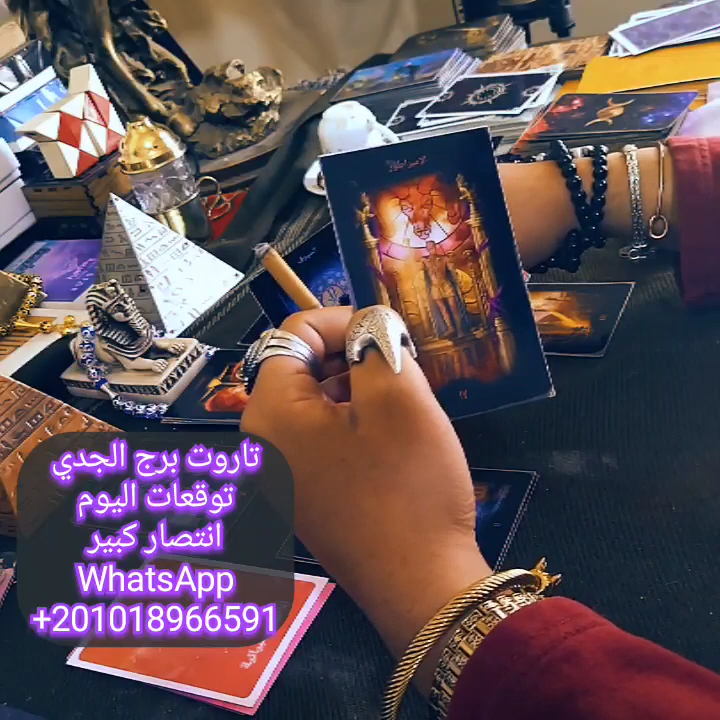 تاروت برج الجدي
توقعات اليوم
انتصار كبير
WhatsApp
+201018966591